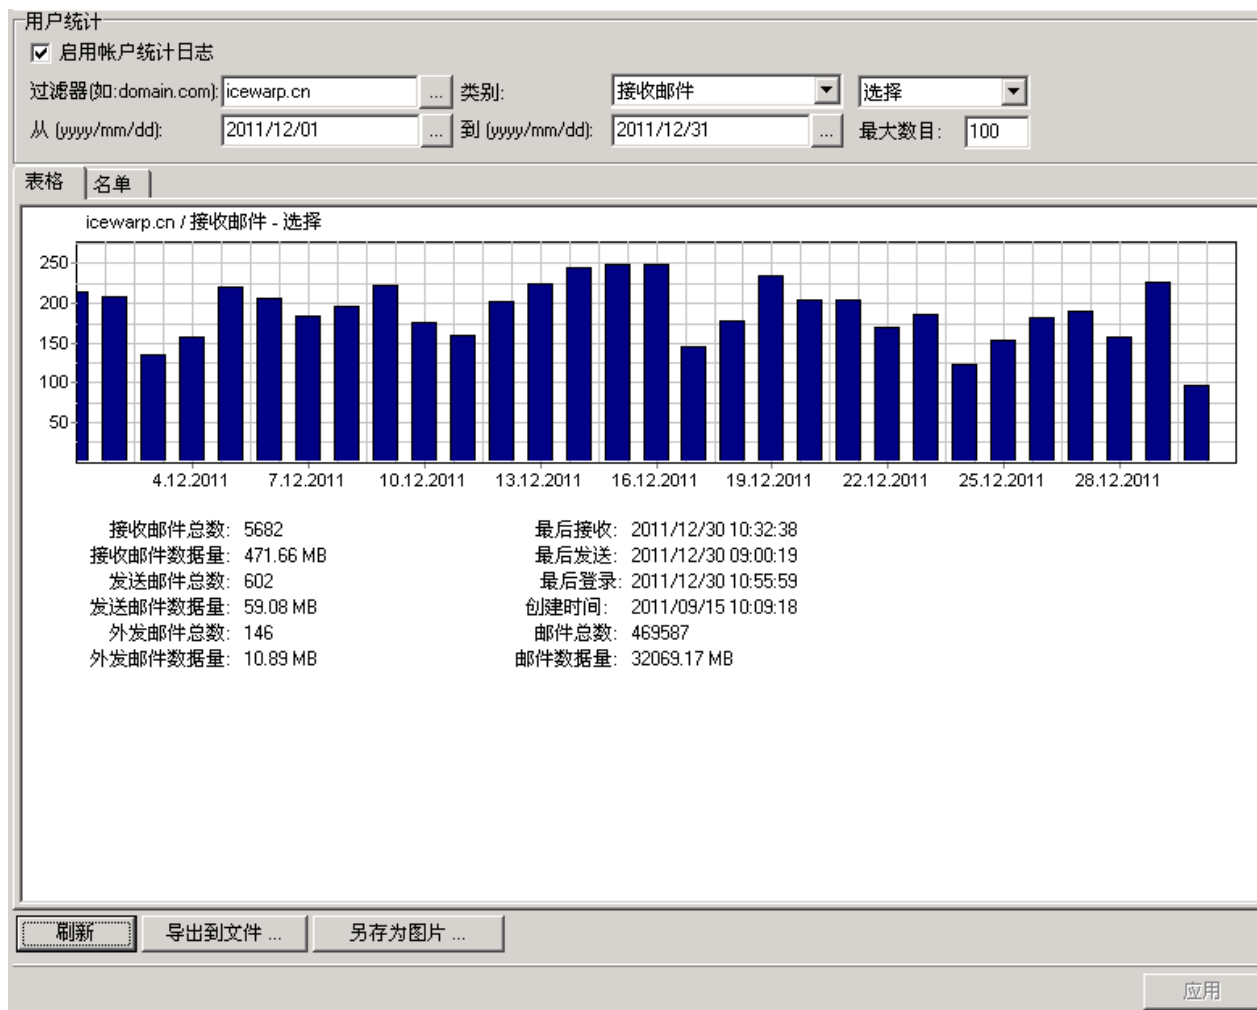 用户统计
启用帐户统计日志
过滤器(如:domain.com): icewarp.cn ... 类别: 接收邮件 选择
从 (yyyy/mm/dd): 2011/12/01 ... 到 (yyyy/mm/dd): 2011/12/31 ... 最大数目: 100
表格 名单
icewarp.cn / 接收邮件 - 选择
250
200
150
100
50
4.12.2011 7.12.2011 10.12.2011 13.12.2011 16.12.2011 19.12.2011 22.12.2011 25.12.2011 28.12.2011
接收邮件总数: 5682 最后接收: 2011/12/30 10:32:38
接收邮件数据量: 471.66 MB 最后发送: 2011/12/30 09:00:19
发送邮件总数: 602 最后登录: 2011/12/30 10:55:59
发送邮件数据量: 59.08 MB 创建时间: 2011/09/15 10:09:18
外发邮件总数: 146 邮件总数: 469587
外发邮件数据量: 10.89 MB 邮件数据量: 32069.17 MB
刷新 导出到文件 ... 另存为图片 ...
应用